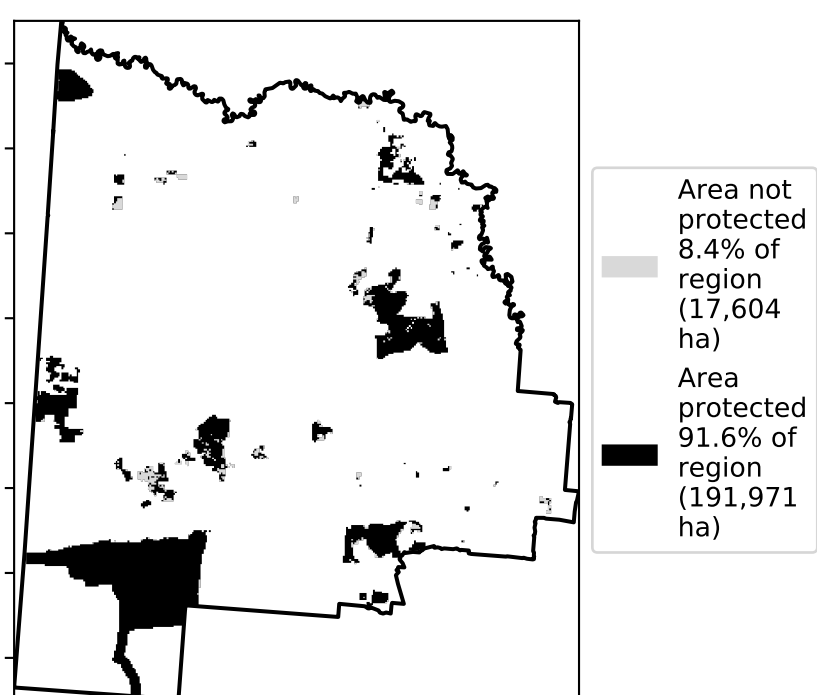 Area not
protected
8.4% of
region
(17,604
ha)
Area
protected
91.6% of
region
(191,971
ha)